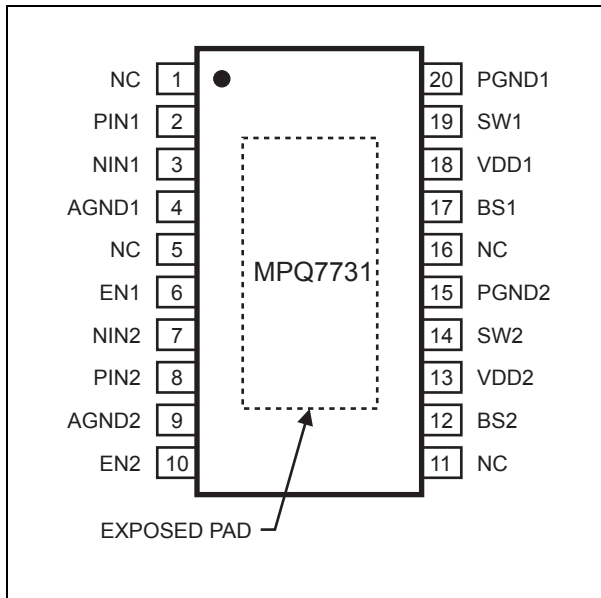 NC 1 20 PGND1
PIN1 2 19 SW1
NIN1 3 18 VDD1
AGND1 4 17 BS1
NC 5 16 NC
MPQ7731
EN1 6 15 PGND2
NIN2 7 14 SW2
PIN2 8 13 VDD2
AGND2 9 12 BS2
EN2 10 11 NC
EXPOSED PAD